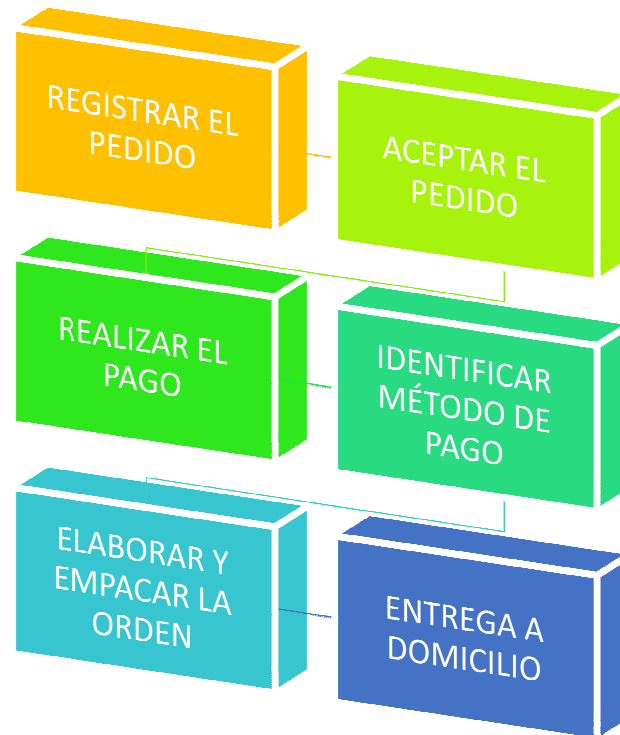 REGISTRAR EL
PEDIDO
ACEPTAR EL
PEDIDO
REALIZAR EL
PAGO
IDENTIFICAR
MÉTODO DE
PAGO
ELABORAR Y
EMPACAR LA
ORDEN
ENTREGA A
DOMICILIO